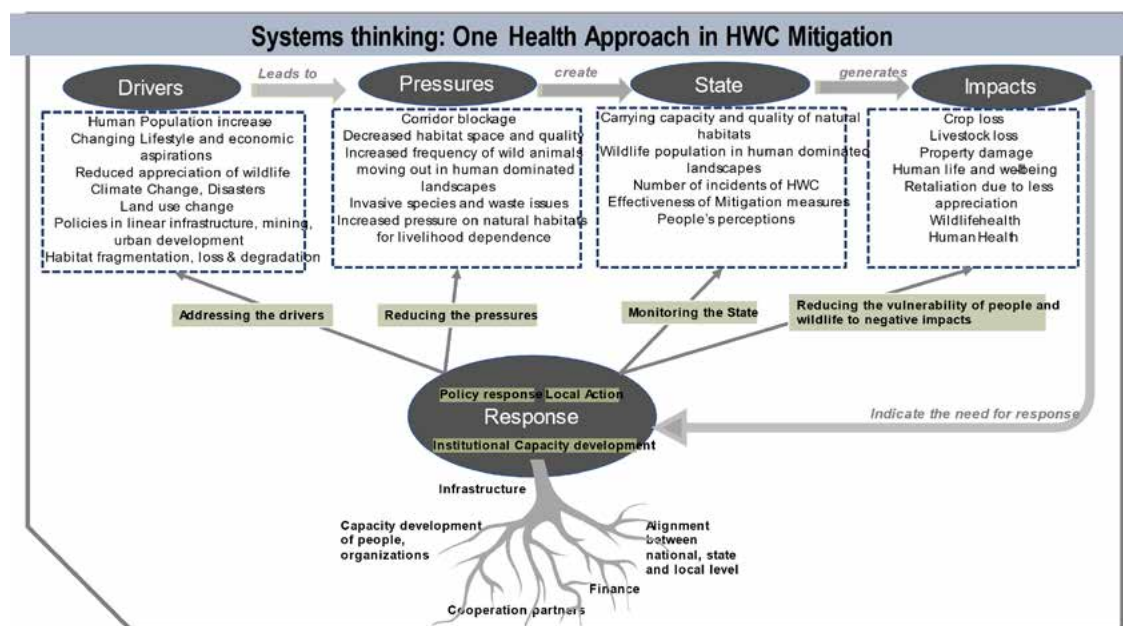 Systems thinking: One Health Approach in HWC Mitigation
Leads to
create
generates
Drivers
Pressures
State
Impacts
Human Population increase
Changing Lifestyle and economic
aspirations
Reduced appreciation of wildlife
Climate Change, Disasters
Land use change
Policies in linear infrastructure, mining,
urban development
Habitat fragmentation, loss & degradation
Corridor blockage
Decreased habitat space and quality
Increased frequency of wild animals
moving out in human dominated
landscapes
Invasive species and waste issues
Increased pressure on natural habitats
for livelihood dependence
Carrying capacity and quality of natural
habitats
Wildlife population in human dominated
landscapes
Number of incidents of HWC
Effectiveness of Mitigation measures
People's perceptions
Crop loss
Livestock loss
Property damage
Human life and welbeing
Retaliation due to less
appreciation
Wildlifehealth
Human Health
Addressing the drivers
Reducing the pressures
Monitoring the State
Reducing the vulnerability of people and
wildlife to negative impacts
Policy response Local Action
Response
Institutional Capacity development
Indicate the need for response
Infrastructure
Capacity development
of people,
organizations
Alignment
between
national, state
and local level
Finance
Cooperation partners